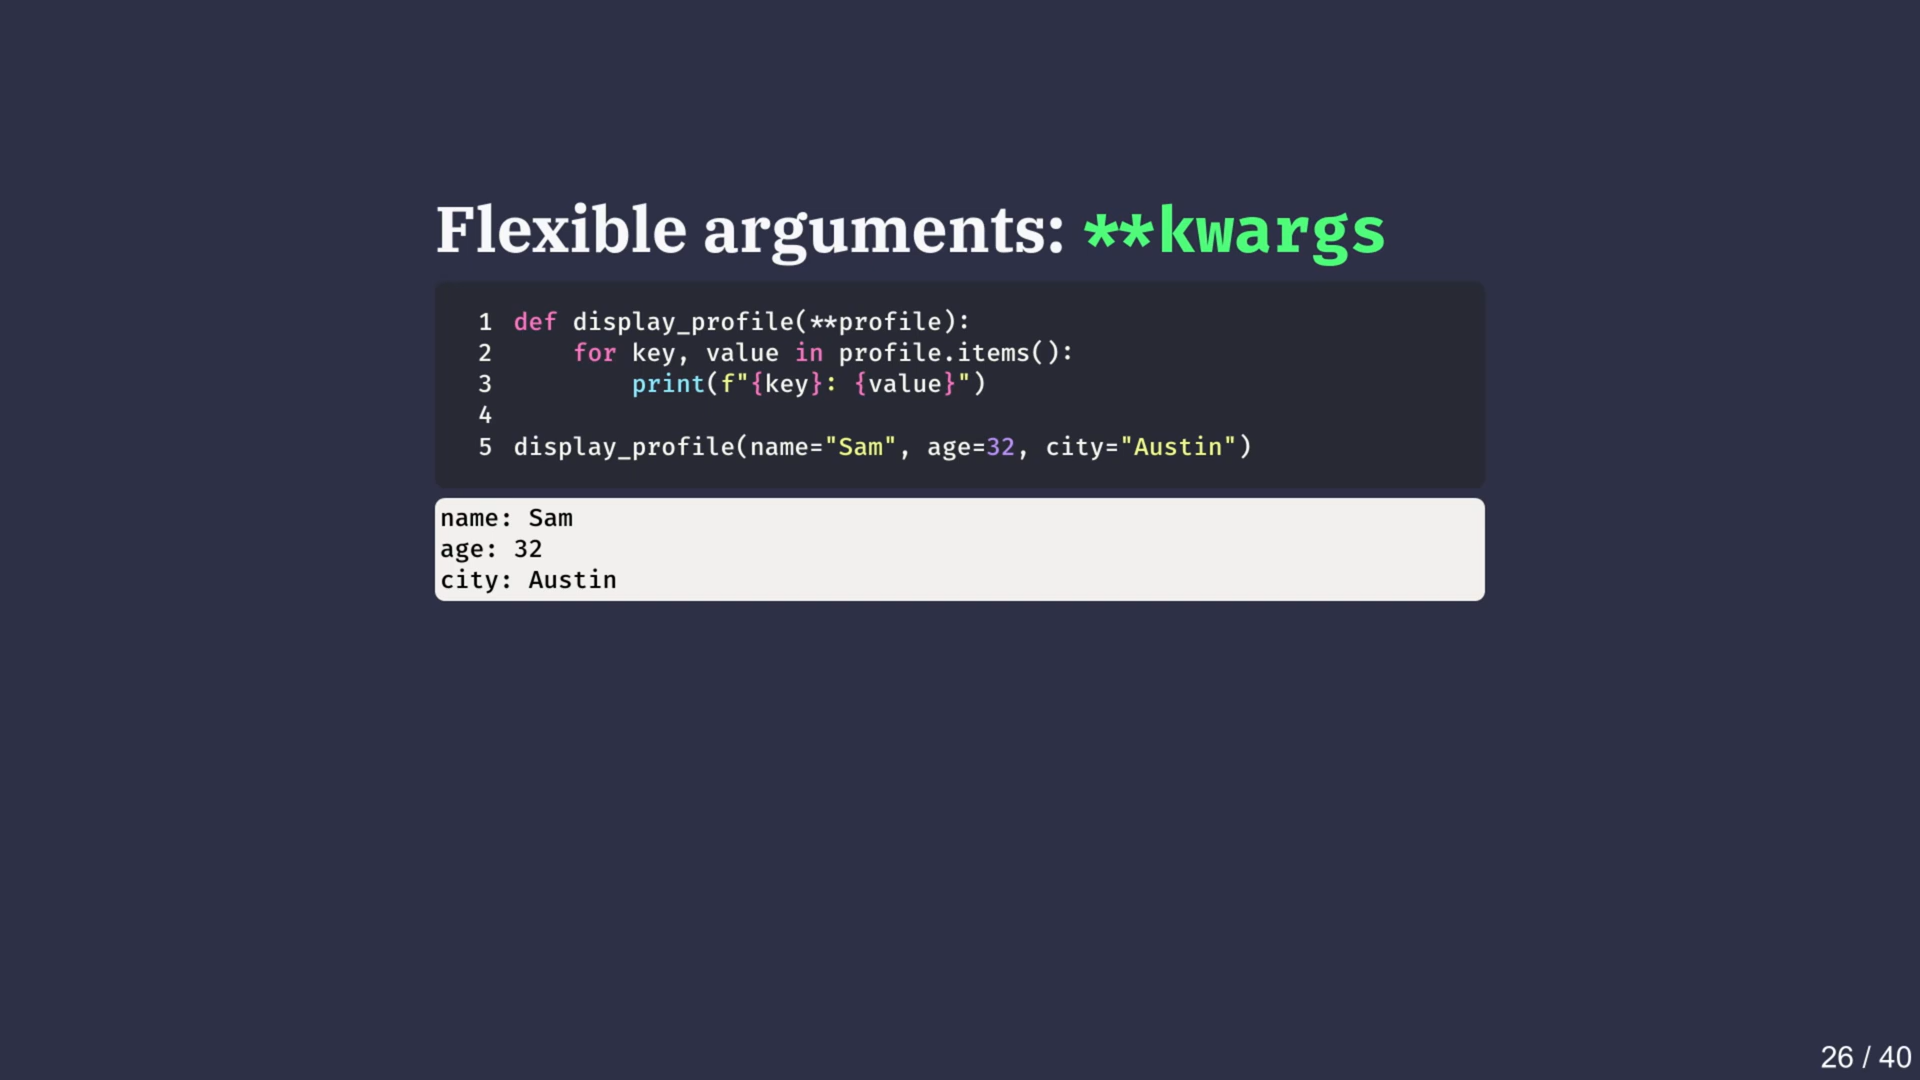 Flexible arguments: **kwargs
1 def display_profile(**profile):
2     for key, value in profile.items():
3         print(f"{key}: {value}")
4
5 display_profile(name="Sam", age=32, city="Austin")
name: Sam
age: 32
city: Austin
26 / 40